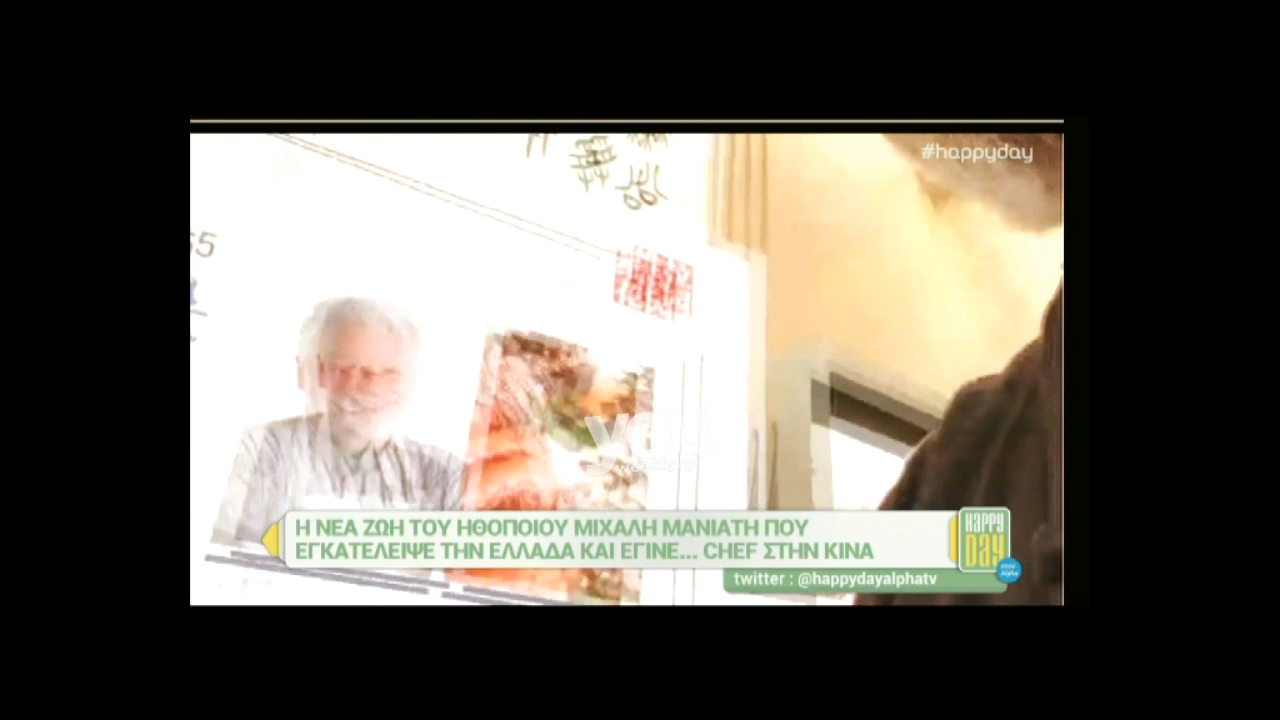 #happyday
Η ΝΕΑ ΖΩΗ ΤΟΥ ΗΘΟΠΟΙΟΥ ΜΙΧΑΛΗ ΜΑΝΙΑΤΗ ΠΟΥ
ΕΓΚΑΤΕΛΕΙΨΕ ΤΗΝ ΕΛΛΑΔΑ ΚΑΙ ΕΓΙΝΕ... CHEF ΣΤΗΝ ΚΙΝΑ
HAPPY
DAY
twitter : @happydayalphatv